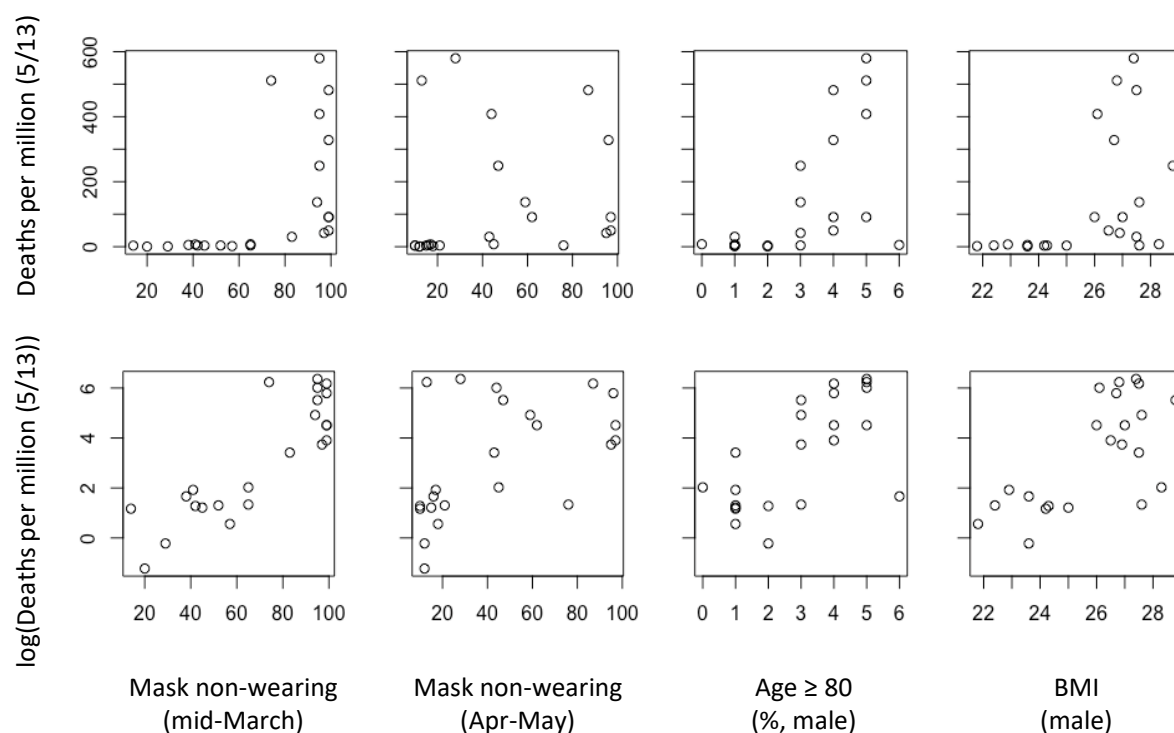 Deaths per million (5/13)
0 200 400 600
20 40 60 80 100
20 40 60 80 100
0 1 2 3 4 5 6
22 24 26 28
log(Deaths per million (5/13))
0 2 4 6
20 40 60 80 100
20 40 60 80 100
0 1 2 3 4 5 6
22 24 26 28
Mask non-wearing
(mid-March)
Mask non-wearing
(Apr-May)
Age ≥ 80
(%, male)
BMI
(male)